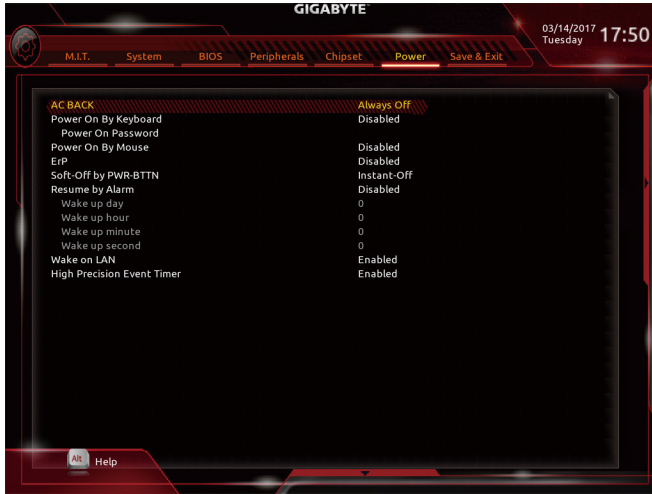 GIGABYTE
03/14/2017
Tuesday
17:50
M.I.T. System BIOS Peripherals Chipset Power Save & Exit
AC BACK Always Off
Power On By Keyboard Disabled
Power On Password
Power On By Mouse Disabled
ErP Disabled
Soft-Off by PWR-BTTN Instant-Off
Resume by Alarm Disabled
Wake up day 0
Wake up hour 0
Wake up minute 0
Wake up second 0
Wake on LAN Enabled
High Precision Event Timer Enabled
Alt Help